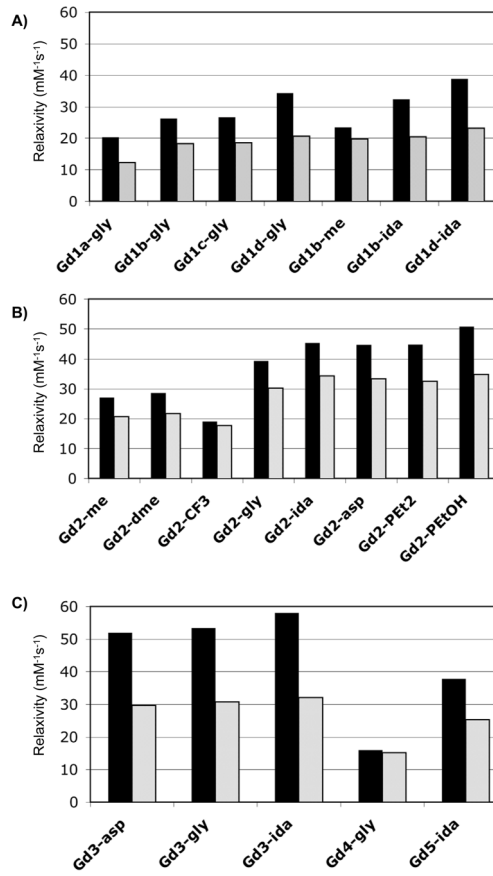 A)
Relaxivity (mM⁻¹s⁻¹)
60
50
40
30
20
10
0
Gd1a-gly
Gd1b-gly
Gd1c-gly
Gd1d-gly
Gd1b-me
Gd1b-ida
Gd1d-ida
B)
Relaxivity (mM⁻¹s⁻¹)
60
50
40
30
20
10
0
Gd2-me
Gd2-dme
Gd2-CF3
Gd2-gly
Gd2-ida
Gd2-asp
Gd2-PEt2
Gd2-PEtOH
C)
Relaxivity (mM⁻¹s⁻¹)
60
50
40
30
20
10
0
Gd3-asp
Gd3-gly
Gd3-ida
Gd4-gly
Gd5-ida